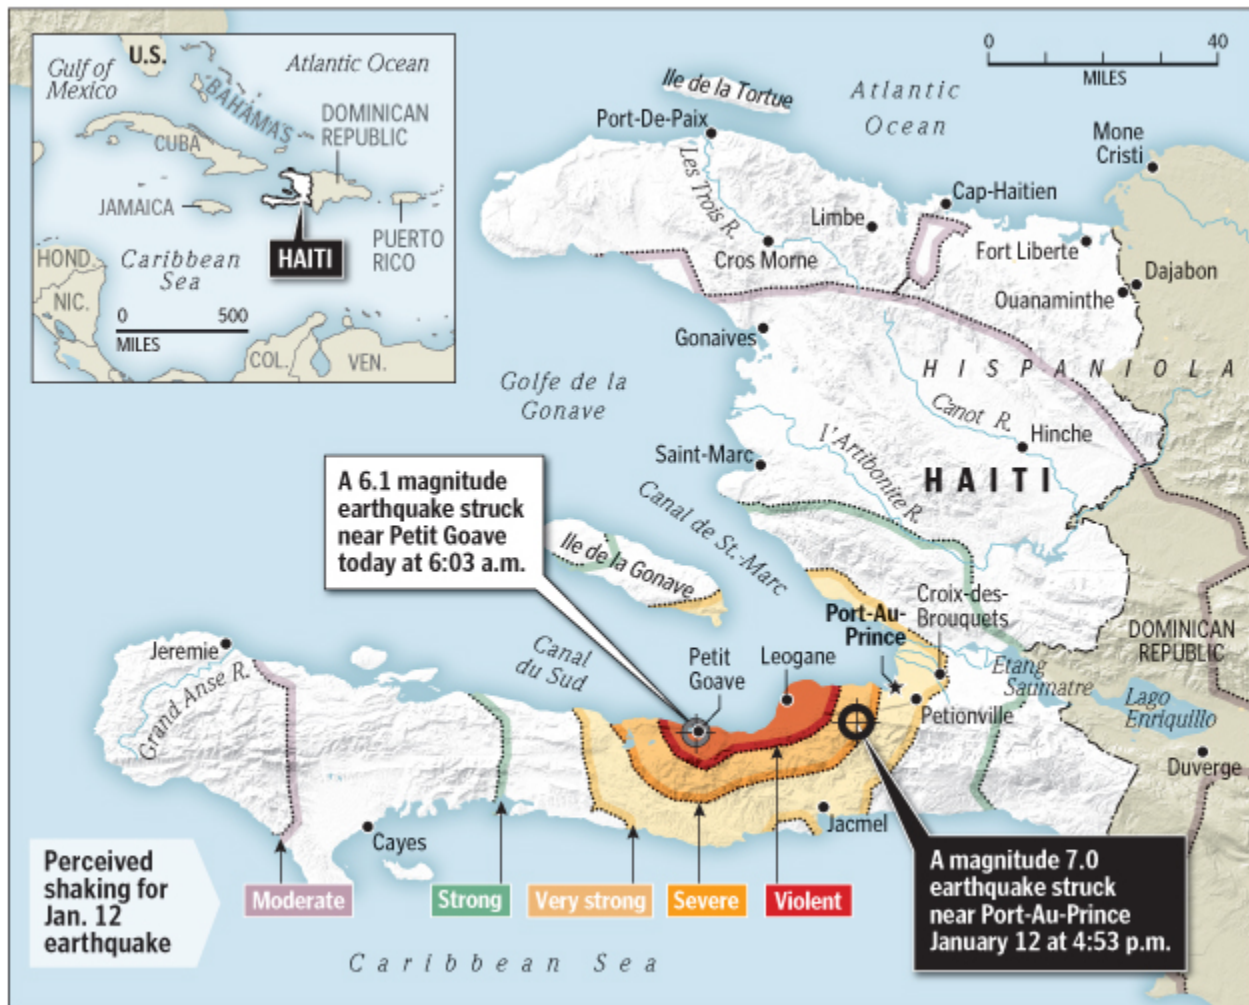 U.S.
Gulf of
Mexico
Atlantic Ocean
BAHAMAS
DOMINICAN
REPUBLIC
CUBA
JAMAICA
PUERTO
RICO
HAITI
HOND.
NIC.
Caribbean
Sea
0 500
MILES
COL.
VEN.
0 40
MILES
Ile de la Tortue
Atlantic
Ocean
Port-De-Paix
Mone
Cristi
Les Trois R.
Cap-Haitien
Limbe
Cros Morne
Fort Liberte
Dajabon
Ouanaminthe
Gonaives
HISPANIOLA
Golfe de la
Gonave
Canot R.
Hinche
Saint-Marc
l'Artibonite R.
HAITI
A 6.1 magnitude
earthquake struck
near Petit Goave
today at 6:03 a.m.
Canal de St.-Marc
Ile de la Gonave
Croix-des-
Brouquets
Port-Au-
Prince
DOMINICAN
REPUBLIC
Jeremie
Grand Anse R.
Canal
du Sud
Petit
Goave
Leogane
Etang
Saumatre
Lago
Enriquillo
Petionville
Duverge
Cayes
Jacmel
Perceived
shaking for
Jan. 12
earthquake
Moderate
Strong
Very strong
Severe
Violent
A magnitude 7.0
earthquake struck
near Port-Au-Prince
January 12 at 4:53 p.m.
Caribbean Sea